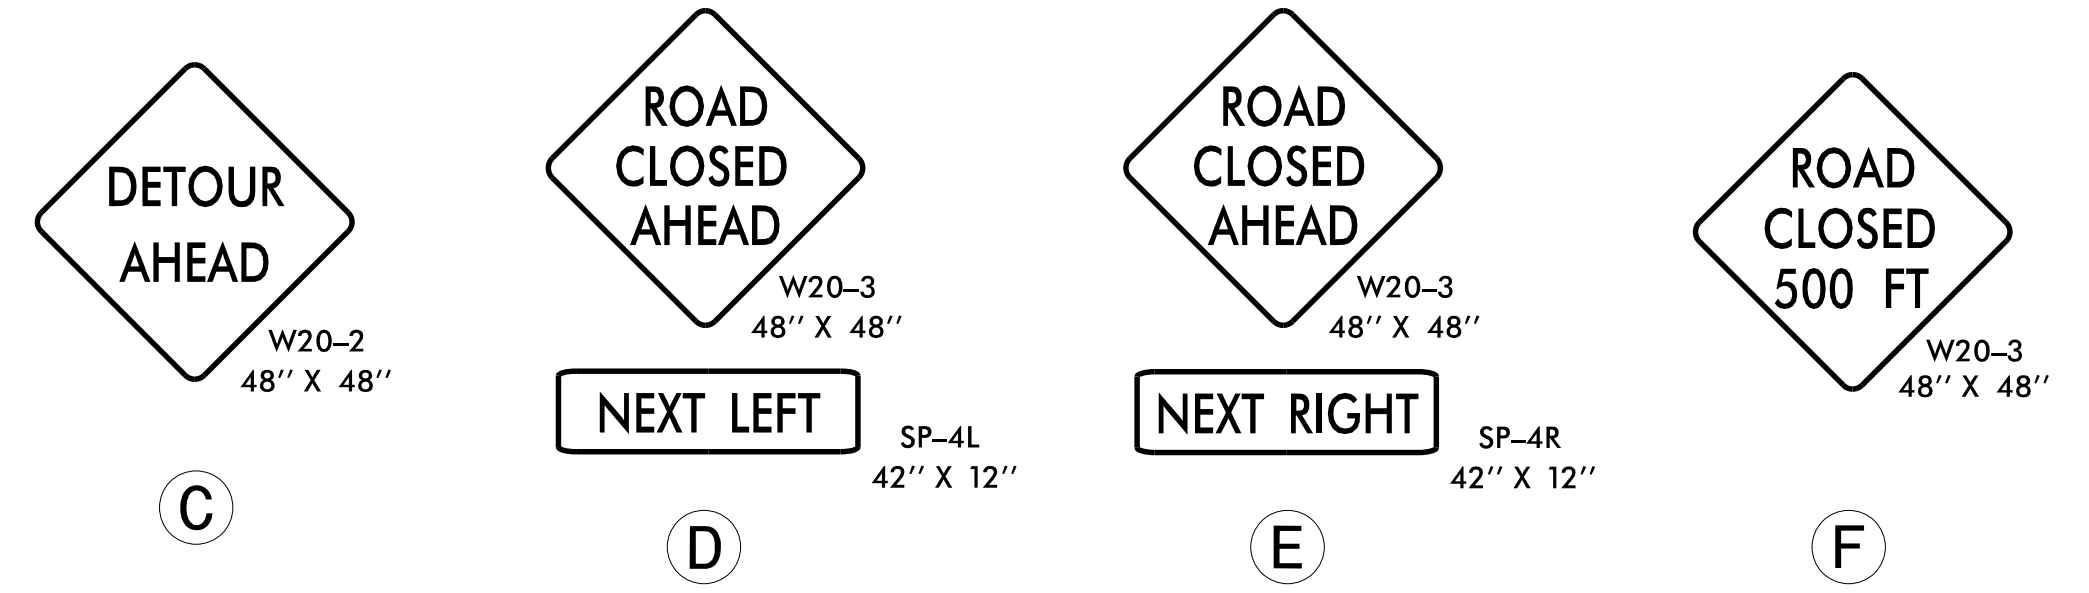 DETOUR
AHEAD
W20–2
48’’ X 48’’
C
ROAD
CLOSED
AHEAD
W20–3
48’’ X 48’’
NEXT LEFT
SP–4L
42’’ X 12’’
D
ROAD
CLOSED
AHEAD
W20–3
48’’ X 48’’
NEXT RIGHT
SP–4R
42’’ X 12’’
E
ROAD
CLOSED
500 FT
W20–3
48’’ X 48’’
F